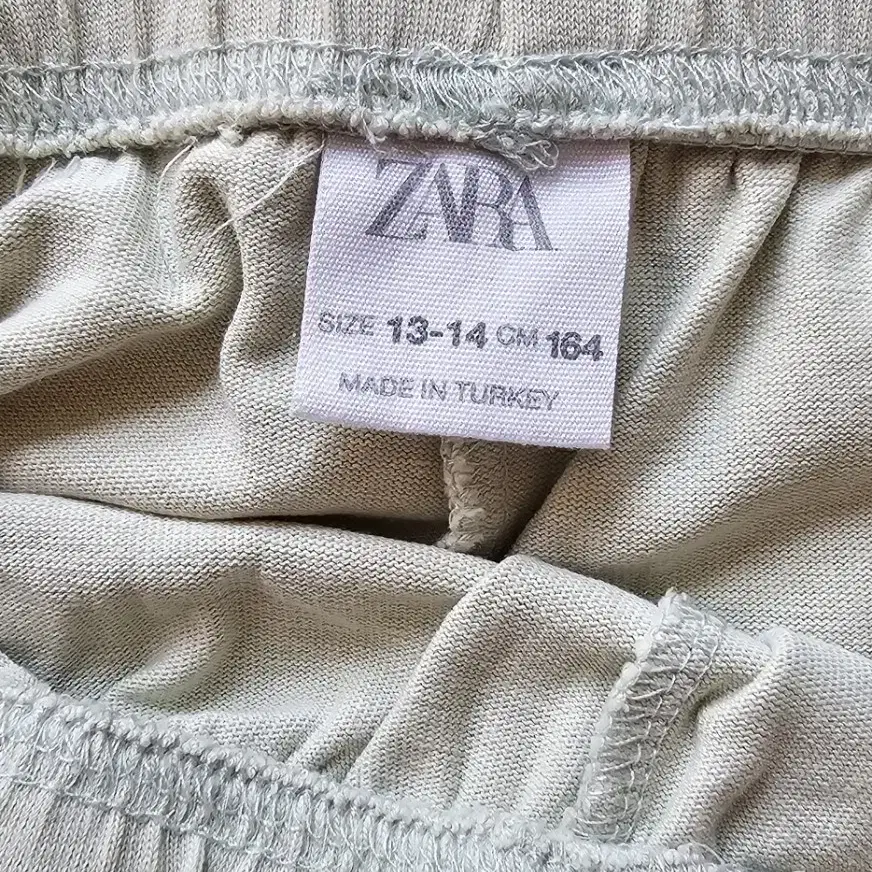 ZARA
SIZE 13-14 CM 164
MADE IN TURKEY